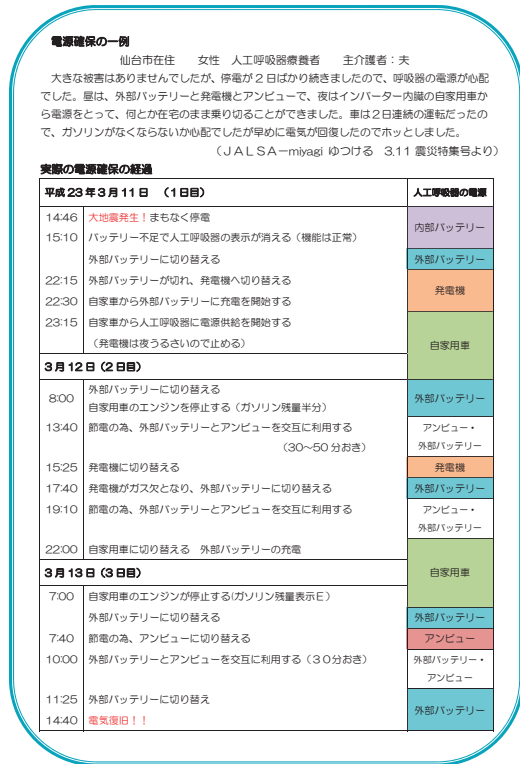 電源確保の一例
仙台市在住　　女性　人工呼吸器療養者　　主介護者：夫
大きな被害はありませんでしたが、停電が２日ばかり続きましたので、呼吸器の電源が心配
でした。昼は、外部バッテリーと発電機とアンビューで、夜はインバーター内臓の自家用車か
ら電源をとって、何とか在宅のまま乗り切ることができました。車は２日連続の運転だったの
で、ガソリンがなくならないか心配でしたが早めに電気が回復したのでホッとしました。
（ＪＡＬＳＡ－miyagi ゆつける 3.11 震災特集号より）
実際の電源確保の経過
平成23年３月11日　（１日目）　人工呼吸器の電源
14:46　大地震発生！まもなく停電
内部バッテリー
15:10　バッテリー不足で人工呼吸器の表示が消える（機能は正常）
外部バッテリーに切り替える　外部バッテリー
22:15　外部バッテリーが切れ、発電機へ切り替える
発電機
22:30　自家用車から外部バッテリーに充電を開始する
23:15　自家用車から人工呼吸器に電源供給を開始する
（発電機は夜うるさいので止める）
自家用車
３月12日（２日目）
8:00　外部バッテリーに切り替える
外部バッテリー
自家用車のエンジンを停止する（ガソリン残量半分）
13:40　節電の為、外部バッテリーとアンビューを交互に利用する　アンビュー・
（30～50分おき）　外部バッテリー
15:25　発電機に切り替える　発電機
17:40　発電機がガス欠となり、外部バッテリーに切り替える　外部バッテリー
19:10　節電の為、外部バッテリーとアンビューを交互に利用する　アンビュー・
外部バッテリー
22:00　自家用車に切り替える　外部バッテリーの充電
自家用車
３月13日（３日目）
7:00　自家用車のエンジンが停止する(ガソリン残量表示Ｅ)
外部バッテリーに切り替える　外部バッテリー
7:40　節電の為、アンビューに切り替える　アンビュー
10:00　外部バッテリーとアンビューを交互に利用する（３０分おき）　外部バッテリー・
アンビュー
11:25　外部バッテリーに切り替え
外部バッテリー
14:40　電気復旧！！